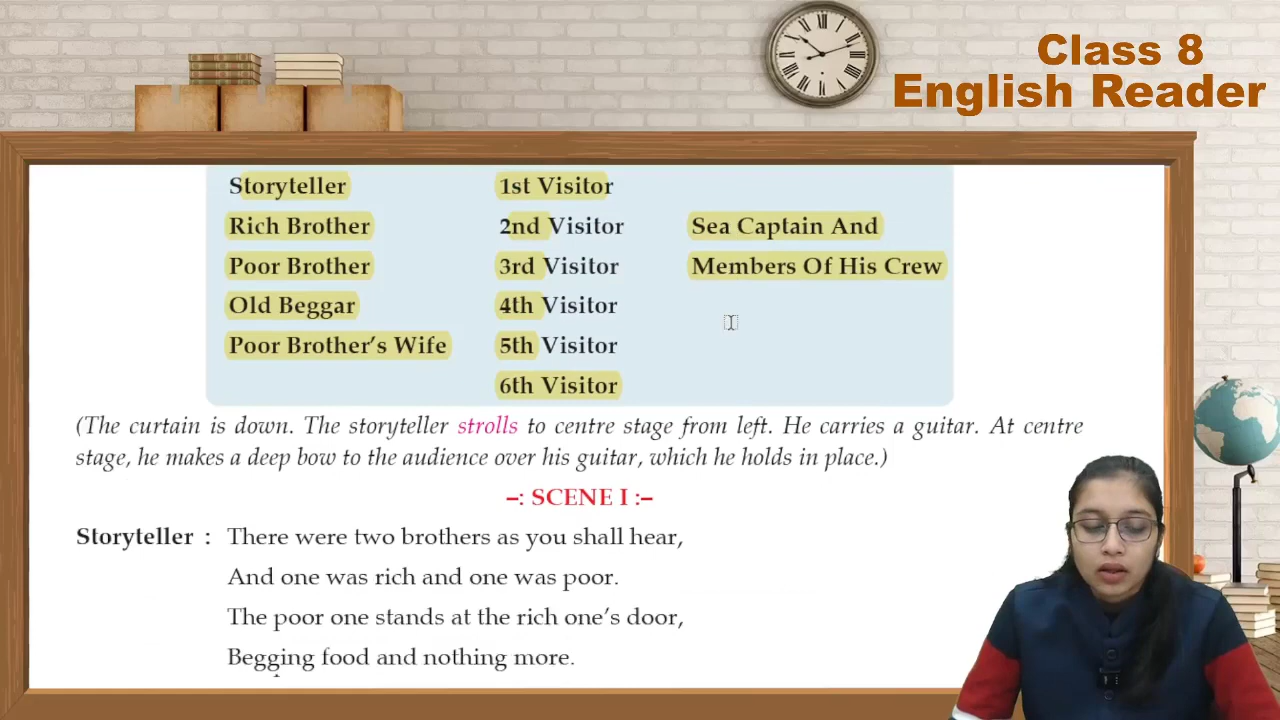 Class 8
English Reader
Storyteller 1st Visitor
Rich Brother 2nd Visitor Sea Captain And
Poor Brother 3rd Visitor Members Of His Crew
Old Beggar 4th Visitor
Poor Brother's Wife 5th Visitor
6th Visitor
(The curtain is down. The storyteller strolls to centre stage from left. He carries a guitar. At centre
stage, he makes a deep bow to the audience over his guitar, which he holds in place.)
–: SCENE I :–
Storyteller : There were two brothers as you shall hear,
And one was rich and one was poor.
The poor one stands at the rich one's door,
Begging food and nothing more.